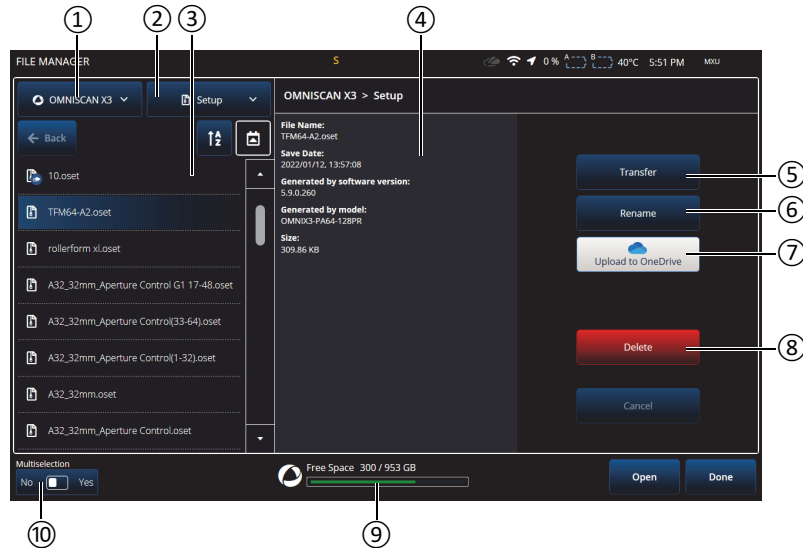 ① ② ③ ④
FILE MANAGER S 0 % A B 40°C 5:51 PM MXU
OMNISCAN X3 Setup OMNISCAN X3 > Setup
Back A Z
File Name:
TFM64-A2.oset
Save Date:
2022/01/12, 13:57:08
Generated by software version:
5.9.0.260
Generated by model:
OMNIX3-PA64-128PR
Size:
309.86 KB
10.oset
TFM64-A2.oset
rollerform xl.oset
A32_32mm_Aperture Control G1 17-48.oset
A32_32mm_Aperture Control(33-64).oset
A32_32mm_Aperture Control(1-32).oset
A32_32mm.oset
A32_32mm_Aperture Control.oset
Transfer ⑤
Rename ⑥
Upload to OneDrive ⑦
Delete ⑧
Cancel
Multiselection
No Yes
Free Space 300 / 953 GB
Open Done
⑩ ⑨